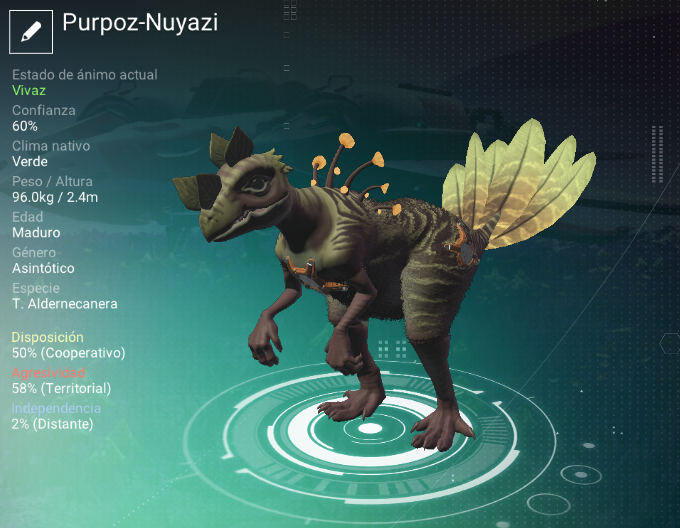 Purpoz-Nuyazi
Estado de ánimo actual
Vivaz
Confianza
60%
Clima nativo
Verde
Peso / Altura
96.0kg / 2.4m
Edad
Maduro
Género
Asintótico
Especie
T. Aldernecanera
Disposición
50% (Cooperativo)
Agresividad
58% (Territorial)
Independencia
2% (Distante)